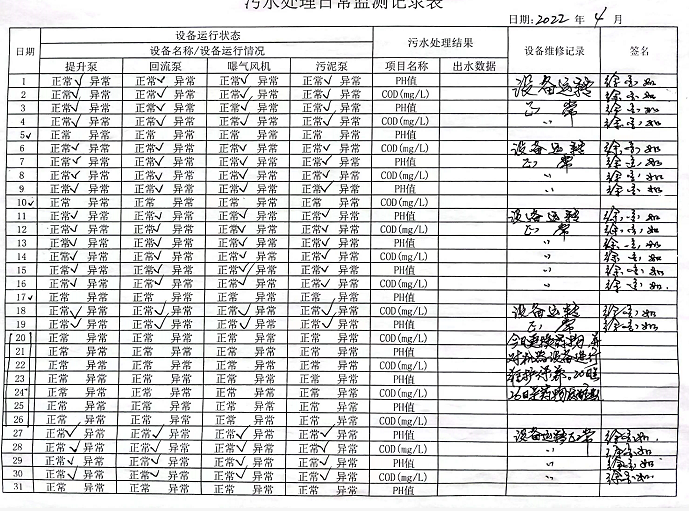 污水处理日常监测记录表
日期: 2022 年 4 月
日期 设备运行状态 污水处理结果 设备维修记录 签名
设备名称/设备运行情况
提升泵 回流泵 曝气风机 污泥泵 项目名称 出水数据
1 正常✓ 异常 正常✓ 异常 正常✓ 异常 正常✓ 异常 PH值 设备运转
2 正常✓ 异常 正常✓ 异常 正常✓ 异常 正常✓ 异常 COD(mg/L)
3 正常✓ 异常 正常✓ 异常 正常✓ 异常 正常✓ 异常 PH值 正常
4 正常✓ 异常 正常✓ 异常 正常✓ 异常 正常✓ 异常 COD(mg/L) 〃
5✓ 正常 异常 正常 异常 正常 异常 正常 异常 PH值
6 正常✓ 异常 正常✓ 异常 正常✓ 异常 正常✓ 异常 COD(mg/L) 设备运转
7 正常✓ 异常 正常✓ 异常 正常✓ 异常 正常✓ 异常 PH值 正常
8 正常✓ 异常 正常✓ 异常 正常✓ 异常 正常✓ 异常 COD(mg/L) 〃
9 正常✓ 异常 正常✓ 异常 正常✓ 异常 正常✓ 异常 PH值 〃
10✓ 正常 异常 正常 异常 正常 异常 正常 异常 COD(mg/L)
11 正常✓ 异常 正常✓ 异常 正常✓ 异常 正常✓ 异常 PH值 设备运转
12 正常✓ 异常 正常✓ 异常 正常✓ 异常 正常✓ 异常 COD(mg/L) 正常
13 正常✓ 异常 正常✓ 异常 正常✓ 异常 正常✓ 异常 PH值 〃
14 正常✓ 异常 正常✓ 异常 正常✓ 异常 正常✓ 异常 COD(mg/L) 〃
15 正常✓ 异常 正常✓ 异常 正常✓ 异常 正常✓ 异常 PH值 〃
16 正常✓ 异常 正常✓ 异常 正常✓ 异常 正常✓ 异常 COD(mg/L) 〃
17✓ 正常 异常 正常 异常 正常 异常 正常 异常 PH值
18 正常✓ 异常 正常✓ 异常 正常✓ 异常 正常✓ 异常 COD(mg/L) 设备运转
19 正常✓ 异常 正常✓ 异常 正常✓ 异常 正常✓ 异常 PH值 正常
20 正常 异常 正常 异常 正常 异常 正常 异常 COD(mg/L)
21 正常 异常 正常 异常 正常 异常 正常 异常 PH值 设备进行
22 正常 异常 正常 异常 正常 异常 正常 异常 COD(mg/L)
23 正常 异常 正常 异常 正常 异常 正常 异常 PH值 20日至
24 正常 异常 正常 异常 正常 异常 正常 异常 COD(mg/L) 26日
25 正常 异常 正常 异常 正常 异常 正常 异常 PH值
26 正常 异常 正常 异常 正常 异常 正常 异常 COD(mg/L)
27 正常✓ 异常 正常✓ 异常 正常✓ 异常 正常✓ 异常 PH值 设备运转正常
28 正常✓ 异常 正常✓ 异常 正常✓ 异常 正常✓ 异常 COD(mg/L) 〃
29 正常✓ 异常 正常✓ 异常 正常✓ 异常 正常✓ 异常 PH值 〃
30 正常✓ 异常 正常✓ 异常 正常✓ 异常 正常✓ 异常 COD(mg/L) 〃
31 正常 异常 正常 异常 正常 异常 正常 异常 PH值